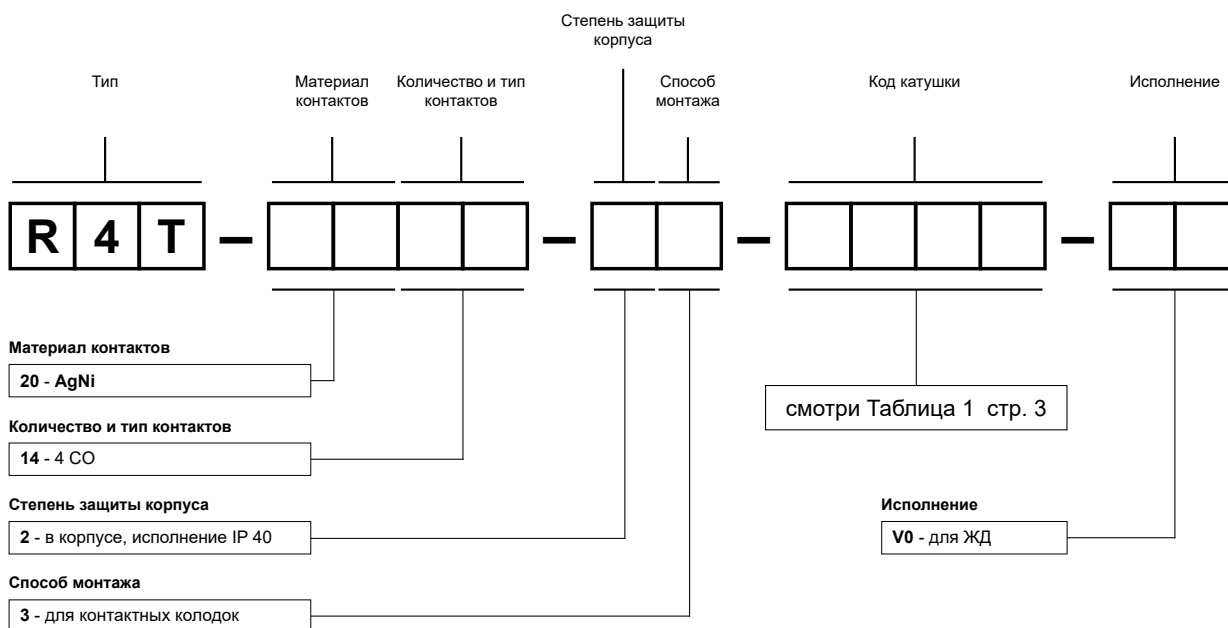 Степень защиты
корпуса
Тип
Материал
контактов
Количество и тип
контактов
Способ
монтажа
Код катушки
Исполнение
R 4 T – – – –
Материал контактов
20 - AgNi
Количество и тип контактов
14 - 4 CO
Степень защиты корпуса
2 - в корпусе, исполнение IP 40
Способ монтажа
3 - для контактных колодок
смотри Таблица 1 стр. 3
Исполнение
V0 - для ЖД